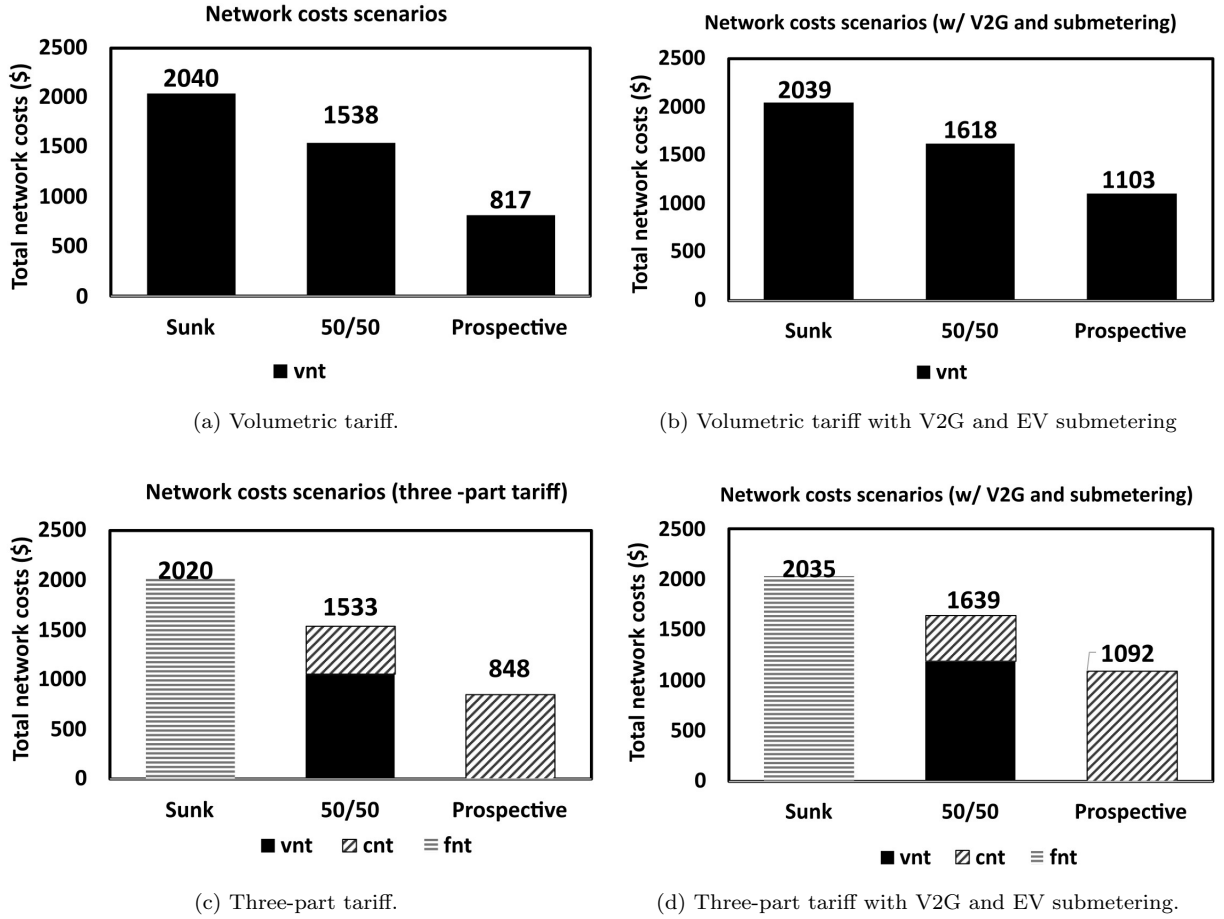 Network costs scenarios
Total network costs ($)
2500
2000
1500
1000
500
0
2040
1538
817
Sunk
50/50
Prospective
vnt
(a) Volumetric tariff.
Network costs scenarios (w/ V2G and submetering)
Total network costs ($)
2500
2000
1500
1000
500
0
2039
1618
1103
Sunk
50/50
Prospective
vnt
(b) Volumetric tariff with V2G and EV submetering
Network costs scenarios (three -part tariff)
Total network costs ($)
2500
2000
1500
1000
500
0
2020
1533
848
Sunk
50/50
Prospective
vnt
cnt
fnt
(c) Three-part tariff.
Network costs scenarios (w/ V2G and submetering)
Total network costs ($)
2500
2000
1500
1000
500
0
2035
1639
1092
Sunk
50/50
Prospective
vnt
cnt
fnt
(d) Three-part tariff with V2G and EV submetering.